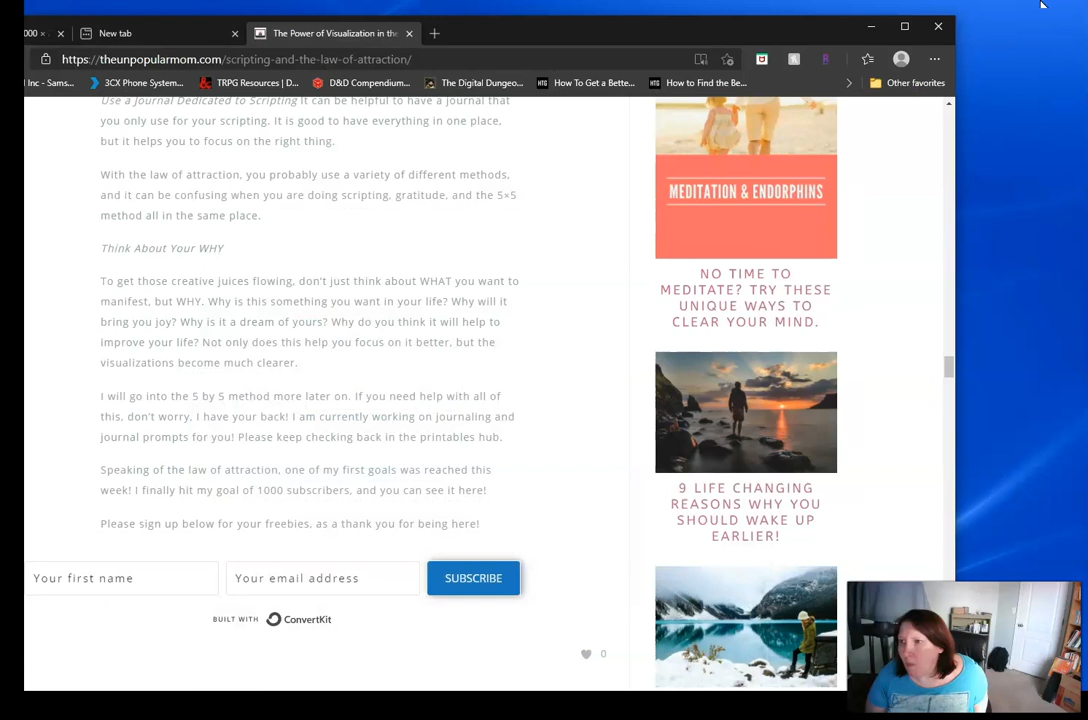 000 ×
New tab
The Power of Visualization in the
https://theunpopularmom.com/scripting-and-the-law-of-attraction/
Inc - Sams...
3CX Phone System...
TRPG Resources | D...
D&D Compendium...
The Digital Dungeo...
HTG
How To Get a Bette...
HTG
How to Find the Be...
Other favorites
Use a Journal Dedicated to Scripting It can be helpful to have a journal that
you only use for your scripting. It is good to have everything in one place,
but it helps you to focus on the right thing.
With the law of attraction, you probably use a variety of different methods,
and it can be confusing when you are doing scripting, gratitude, and the 5×5
method all in the same place.
Think About Your WHY
To get those creative juices flowing, don't just think about WHAT you want to
manifest, but WHY. Why is this something you want in your life? Why will it
bring you joy? Why is it a dream of yours? Why do you think it will help to
improve your life? Not only does this help you focus on it better, but the
visualizations become much clearer.
I will go into the 5 by 5 method more later on. If you need help with all of
this, don't worry, I have your back! I am currently working on journaling and
journal prompts for you! Please keep checking back in the printables hub.
Speaking of the law of attraction, one of my first goals was reached this
week! I finally hit my goal of 1000 subscribers, and you can see it here!
Please sign up below for your freebies, as a thank you for being here!
Your first name
Your email address
SUBSCRIBE
BUILT WITH ConvertKit
0
MEDITATION & ENDORPHINS
NO TIME TO
MEDITATE? TRY THESE
UNIQUE WAYS TO
CLEAR YOUR MIND.
9 LIFE CHANGING
REASONS WHY YOU
SHOULD WAKE UP
EARLIER!